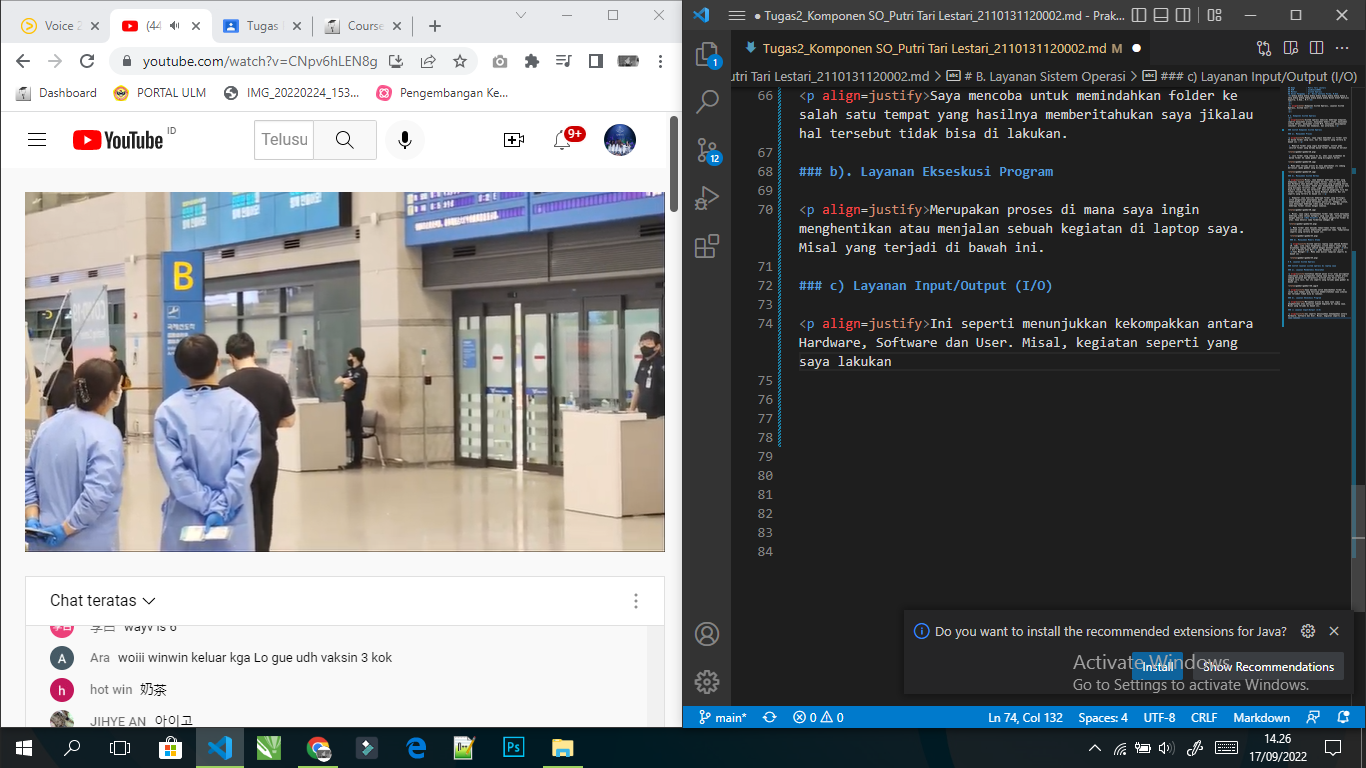 Voice 2
(44
Tugas
Course
youtube.com/watch?v=CNpv6hLEN8g
Dashboard
PORTAL ULM
IMG_20220224_153...
Pengembangan Ke...
YouTube ID
Telusu
9+
B
Chat teratas
李白 wayv is 6
Ara woiii winwin keluar kga Lo gue udh vaksin 3 kok
hot win 奶茶
JIHYE AN 아이고
● Tugas2_Komponen SO_Putri Tari Lestari_2110131120002.md - Prak...
Tugas2_Komponen SO_Putri Tari Lestari_2110131120002.md M ●
utri Tari Lestari_2110131120002.md > # B. Layanan Sistem Operasi > ### c) Layanan Input/Output (I/O)
1
12
66 <p align=justify>Saya mencoba untuk memindahkan folder ke
salah satu tempat yang hasilnya memberitahukan saya jikalau
hal tersebut tidak bisa di lakukan.
67
68 ### b). Layanan Ekseskusi Program
69
70 <p align=justify>Merupakan proses di mana saya ingin
menghentikan atau menjalan sebuah kegiatan di laptop saya.
Misal yang terjadi di bawah ini.
71
72 ### c) Layanan Input/Output (I/O)
73
74 <p align=justify>Ini seperti menunjukkan kekompakkan antara
Hardware, Software dan User. Misal, kegiatan seperti yang
saya lakukan
75
76
77
78
79
80
81
82
83
84
Do you want to install the recommended extensions for Java?
Install
Show Recommendations
Activate Windows
Go to Settings to activate Windows.
main*
0
0
Ln 74, Col 132
Spaces: 4
UTF-8
CRLF
Markdown
14.26
17/09/2022